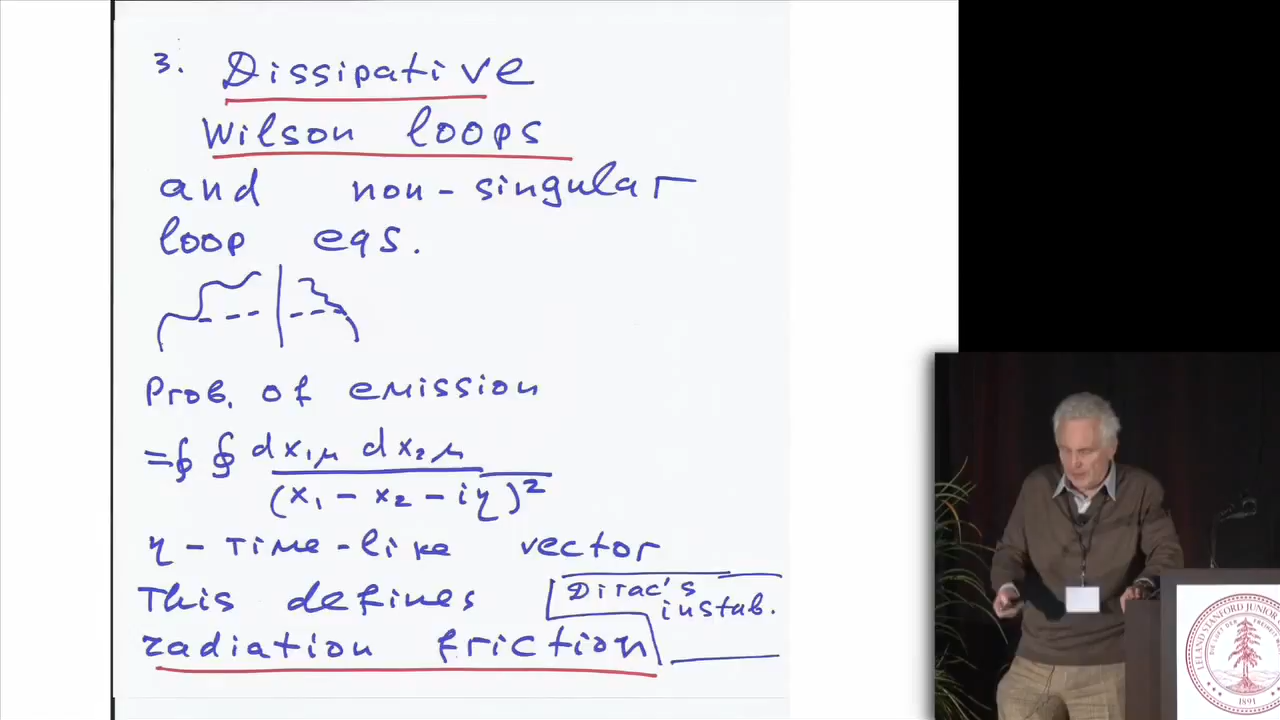 3. Dissipative
Wilson loops
and non-singular
loop eqs.
Prob. of emission
= ∮ ∮ dx₁μ dx₂μ
(x₁ - x₂ - iη)²
η - Time-like vector
This defines
Dirac's
instab.
radiation friction
1891